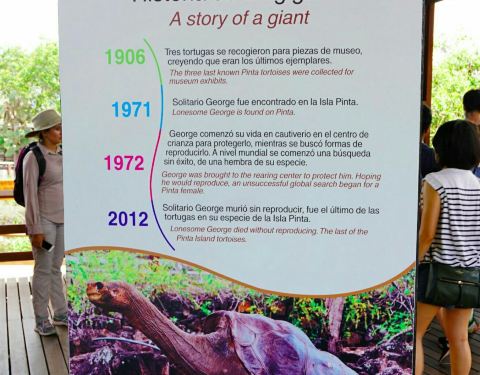 A story of a giant
1906
Tres tortugas se recogieron para piezas de museo,
creyendo que eran los últimos ejemplares.
The three last known Pinta tortoises were collected for
museum exhibits.
1971
Solitario George fue encontrado en la Isla Pinta.
Lonesome George is found on Pinta.
1972
George comenzó su vida en cautiverio en el centro de
crianza para protegerlo, mientras se buscó formas de
reproducirlo. A nivel mundial se comenzó una búsqueda
sin éxito, de una hembra de su especie.
George was brought to the rearing center to protect him. Hoping
he would reproduce, an unsuccessful global search began for a
Pinta female.
2012
Solitario George murió sin reproducir, fue el último de las
tortugas en su especie de la Isla Pinta.
Lonesome George died without reproducing. The last of the
Pinta Island tortoises.